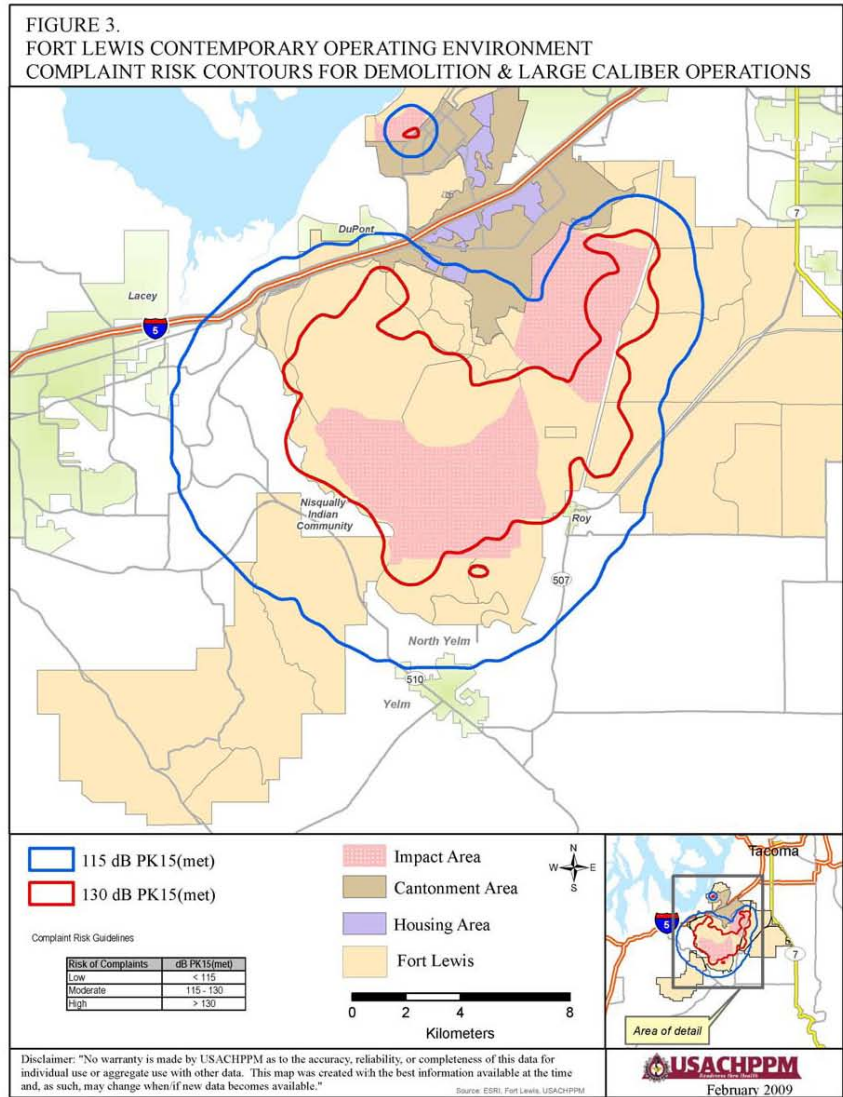 FIGURE 3.
FORT LEWIS CONTEMPORARY OPERATING ENVIRONMENT
COMPLAINT RISK CONTOURS FOR DEMOLITION & LARGE CALIBER OPERATIONS
7
DuPont
Lacey
5
Nisqually
Indian
Community
Roy
507
North Yelm
510
Yelm
115 dB PK15(met)
130 dB PK15(met)
Complaint Risk Guidelines
Risk of Complaints dB PK15(met)
Low < 115
Moderate 115 - 130
High > 130
Impact Area
Cantonment Area
Housing Area
Fort Lewis
N
W E
S
0 2 4 8
Kilometers
Tacoma
5
7
Area of detail
Disclaimer: "No warranty is made by USACHPPM as to the accuracy, reliability, or completeness of this data for
individual use or aggregate use with other data. This map was created with the best information available at the time
and, as such, may change when/if new data becomes available."
Source: ESRI, Fort Lewis, USACHPPM
USACHPPM
Readiness thru Health
February 2009